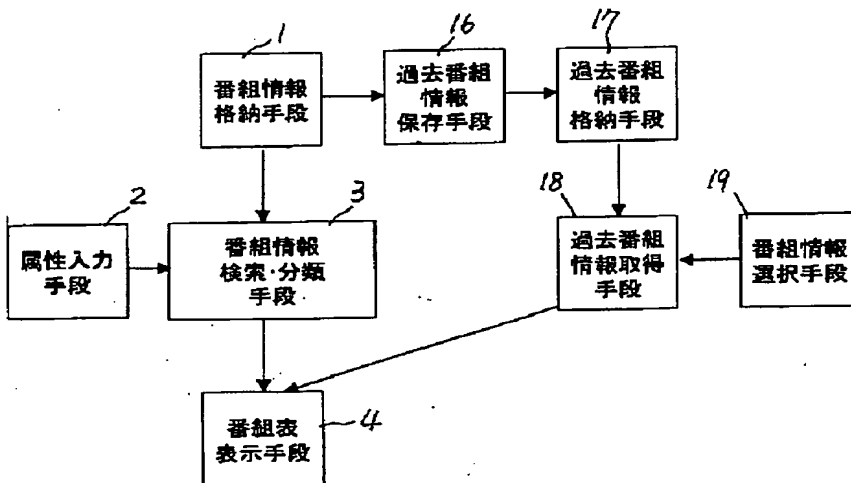 1
16
17
番組情報
格納手段
過去番組
情報
保存手段
過去番組
情報
格納手段
2
3
18
19
属性入力
手段
番組情報
検索・分類
手段
過去番組
情報取得
手段
番組情報
選択手段
4
番組表
表示手段